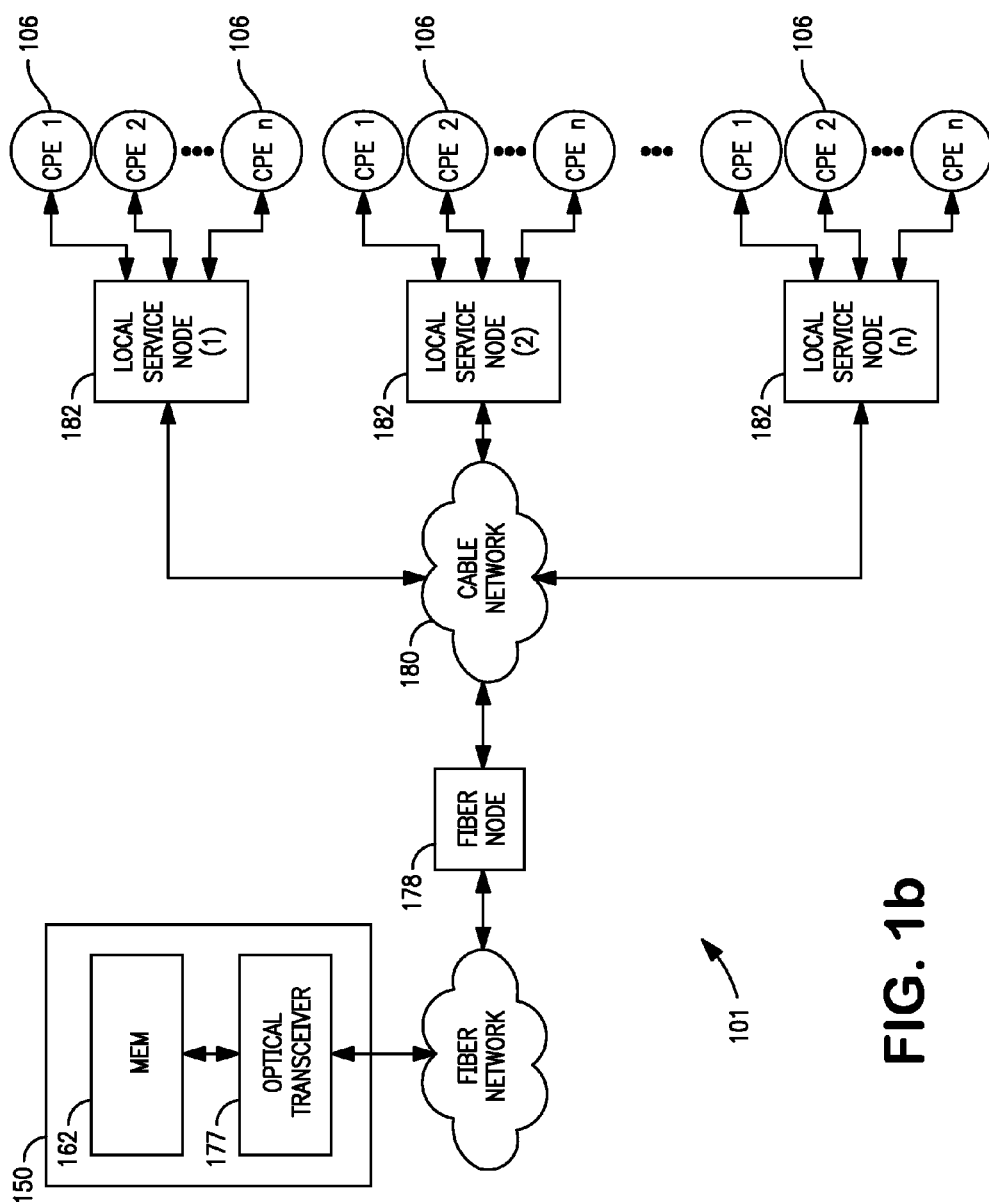 150
162
MEM
177
OPTICAL
TRANSCEIVER
FIBER
NETWORK
178
FIBER
NODE
180
CABLE
NETWORK
182
LOCAL
SERVICE
NODE
(1)
CPE 1
106
CPE 2
CPE n
106
182
LOCAL
SERVICE
NODE
(2)
CPE 1
CPE 2
106
CPE n
182
LOCAL
SERVICE
NODE
(n)
CPE 1
CPE 2
106
CPE n
101
FIG. 1b